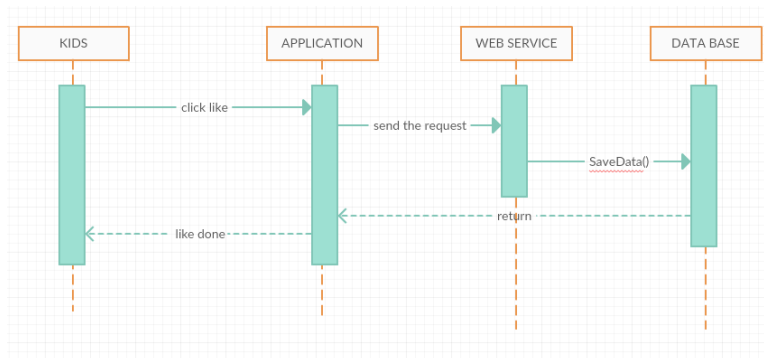 KIDS
APPLICATION
WEB SERVICE
DATA BASE
click like
send the request
SaveData()
return
like done